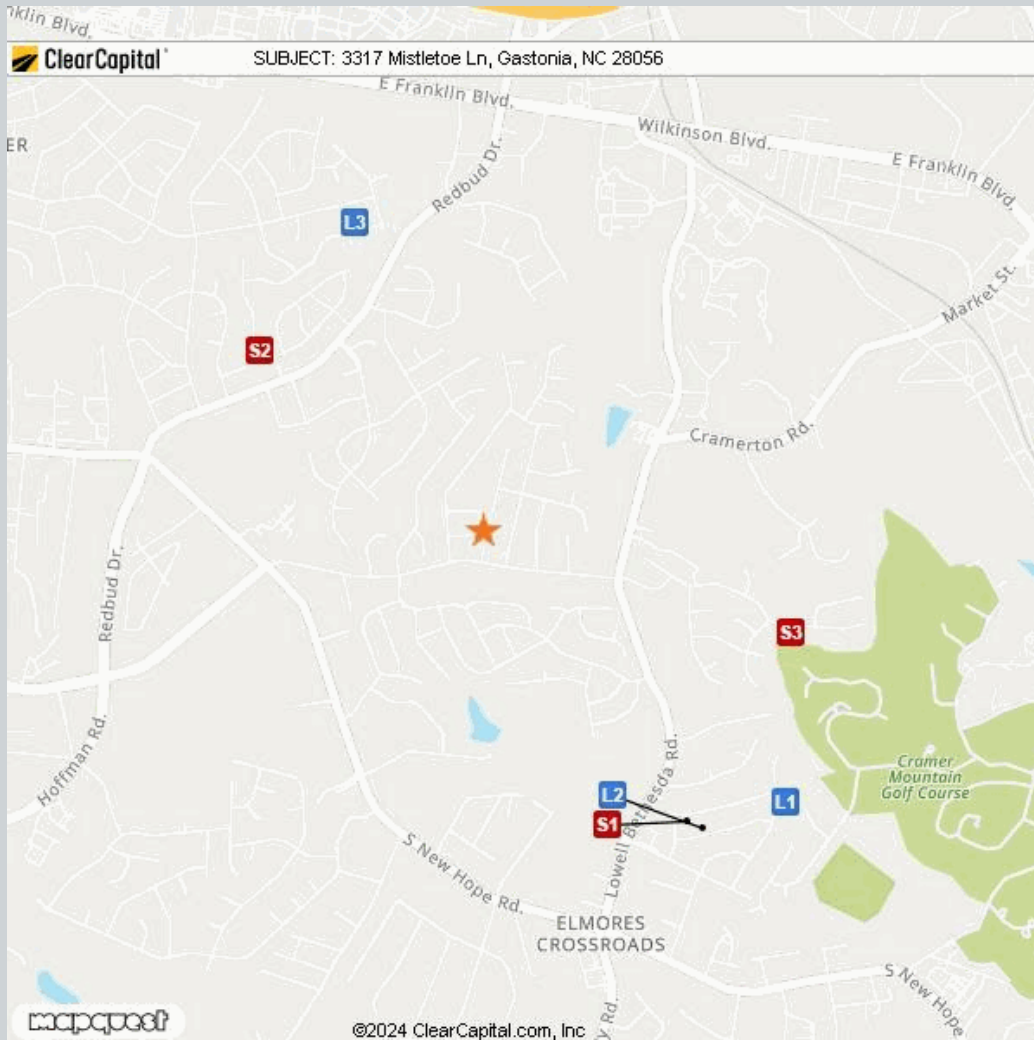 nklin Blvd.
ClearCapital
SUBJECT: 3317 Mistletoe Ln, Gastonia, NC 28056
E Franklin Blvd.
Wilkinson Blvd.
E Franklin Blvd.
ER
Redbud Dr.
L3
Market St.
S2
Cramerton Rd.
Redbud Dr.
S3
Hoffman Rd.
Lowell Bethesda Rd.
Cramer
Mountain
Golf Course
L2
L1
S1
S New Hope Rd.
ELMORES
CROSSROADS
S New Hope
y Rd.
mapquest
©2024 ClearCapital.com, Inc